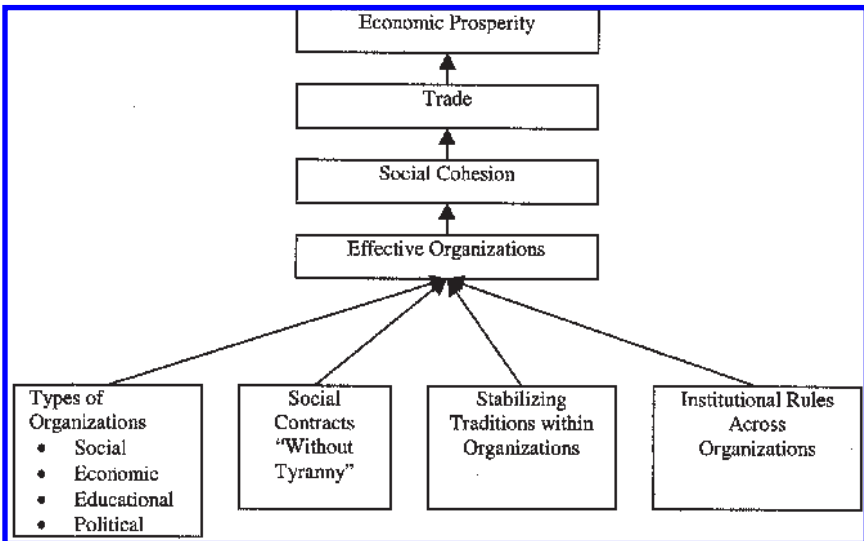 Economic Prosperity
Trade
Social Cohesion
Effective Organizations
Types of
Organizations
• Social
• Economic
• Educational
• Political
Social
Contracts
“Without
Tyranny”
Stabilizing
Traditions within
Organizations
Institutional Rules
Across
Organizations